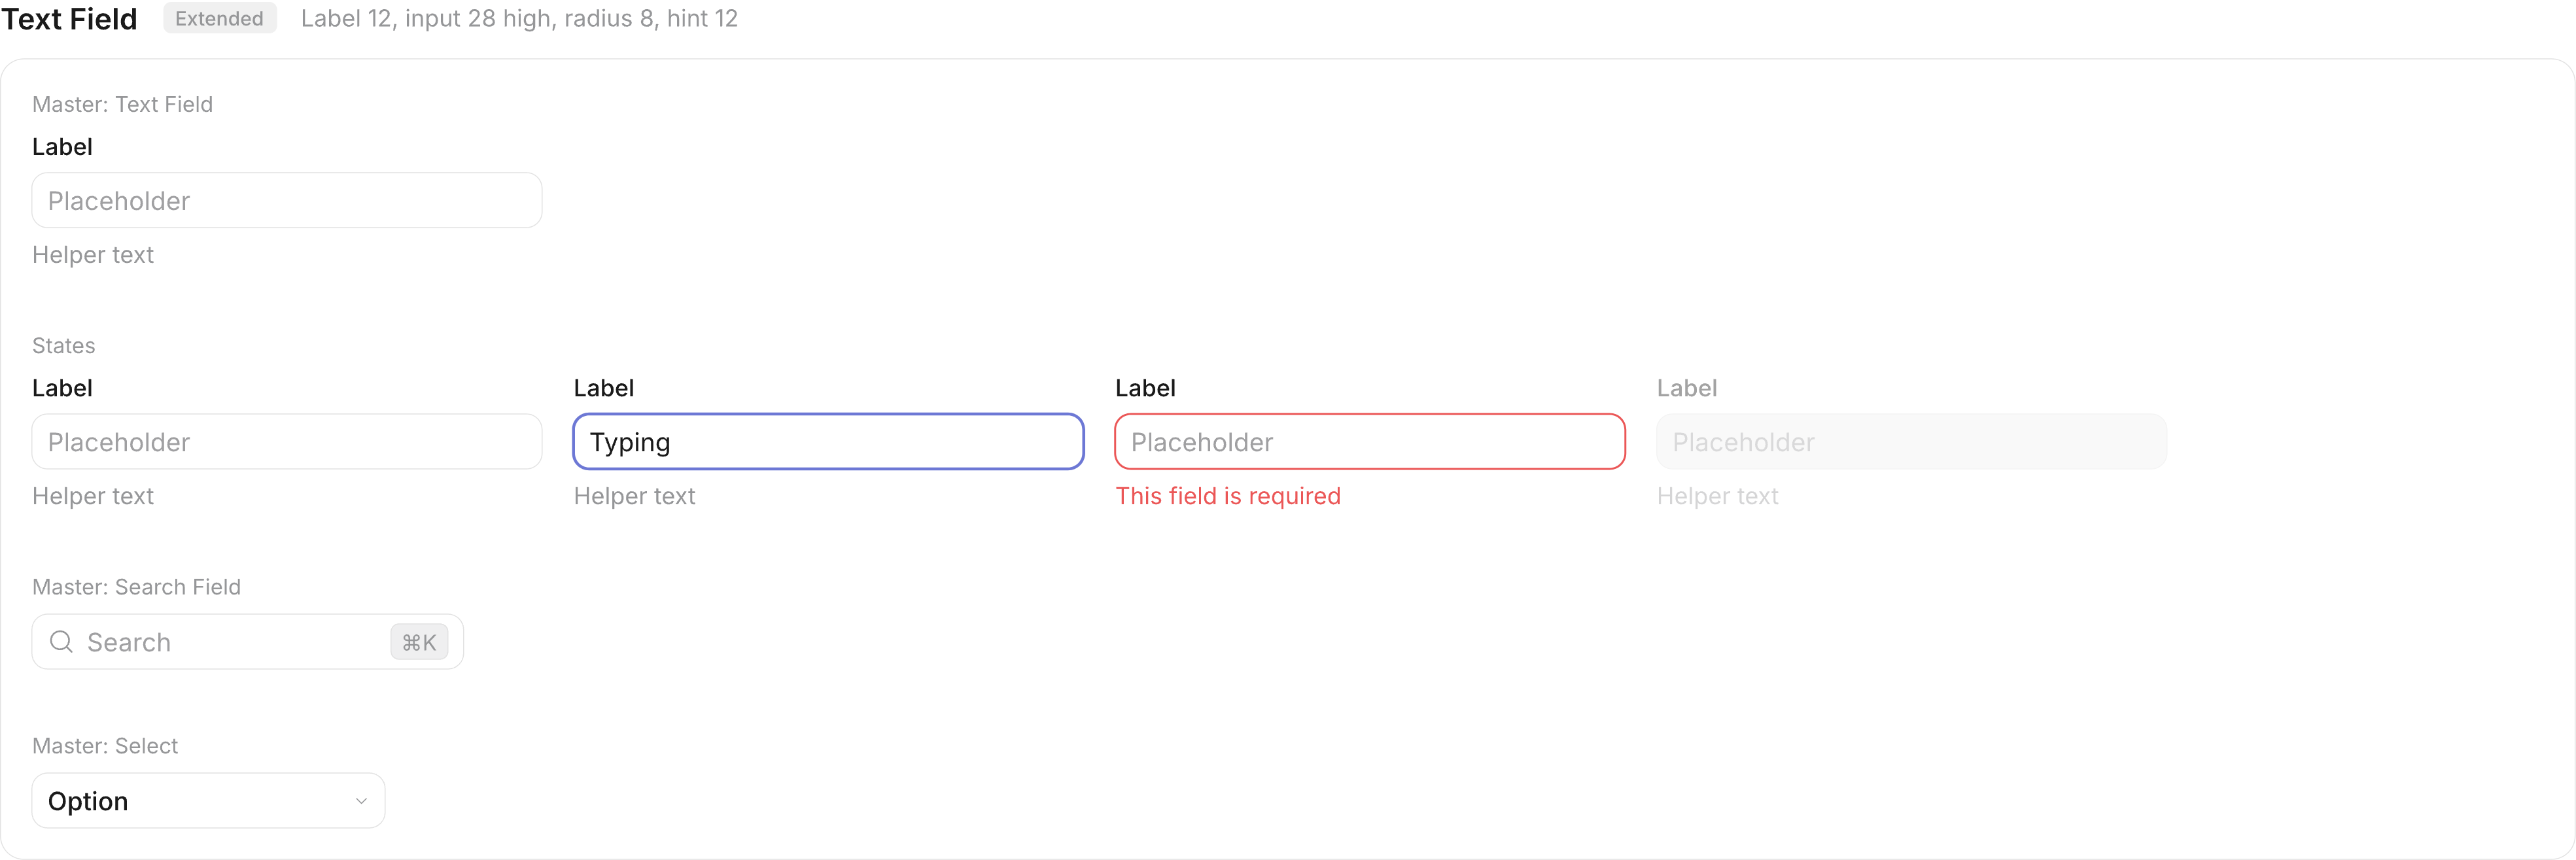 Text Field Extended Label 12, input 28 high, radius 8, hint 12
Master: Text Field
Label
Placeholder
Helper text
States
Label Label Label Label
Placeholder Typing Placeholder Placeholder
Helper text Helper text This field is required Helper text
Master: Search Field
Search ⌘K
Master: Select
Option